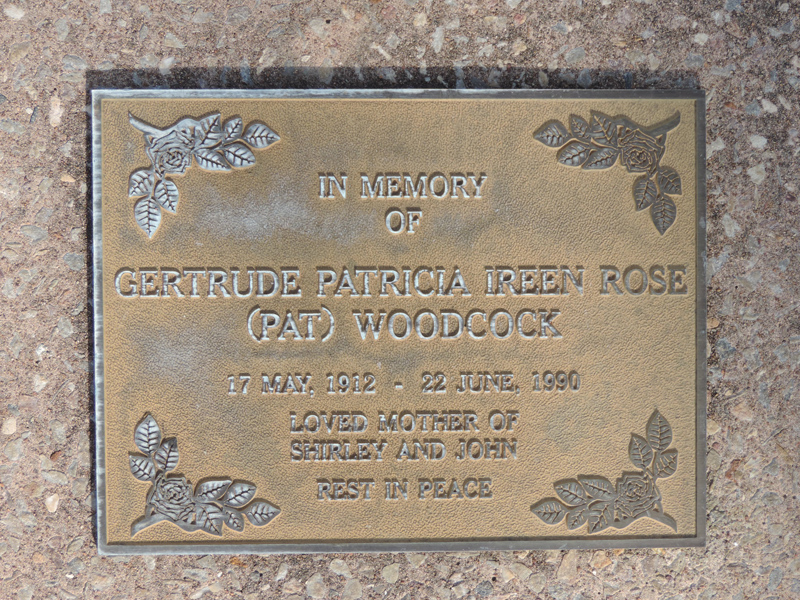 IN MEMORY
OF
GERTRUDE PATRICIA IREEN ROSE
(PAT) WOODCOCK
17 MAY, 1912 - 22 JUNE, 1990
LOVED MOTHER OF
SHIRLEY AND JOHN
REST IN PEACE